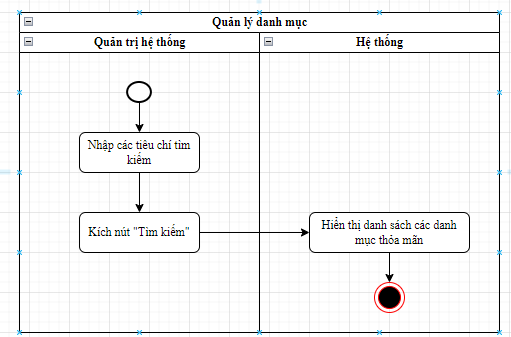 Quản lý danh mục
Quản trị hệ thống
Hệ thống
Nhập các tiêu chí tìm
kiếm
Kích nút "Tìm kiếm"
Hiển thị danh sách các danh
mục thỏa mãn